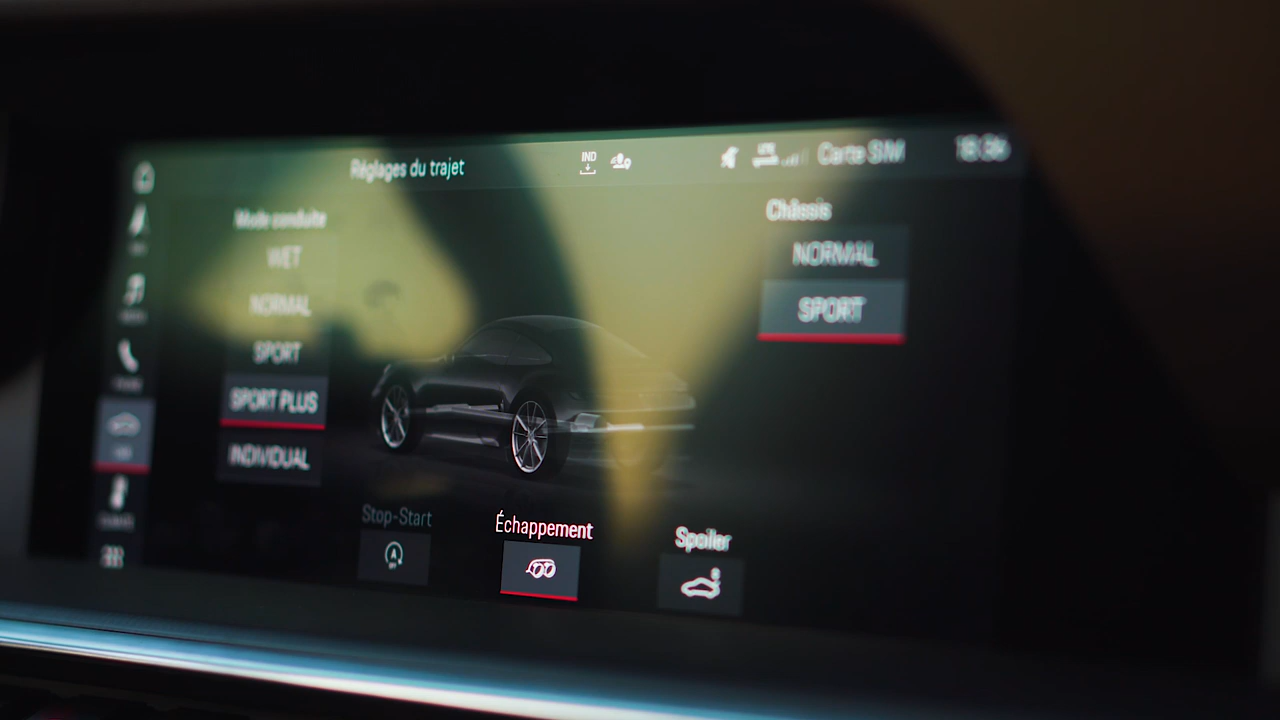 Réglages du trajet
IND
LTE
Carte SIM
Mode conduite
WET
NORMAL
SPORT
SPORT PLUS
INDIVIDUAL
Châssis
NORMAL
SPORT
Stop-Start
A
Échappement
Spoiler